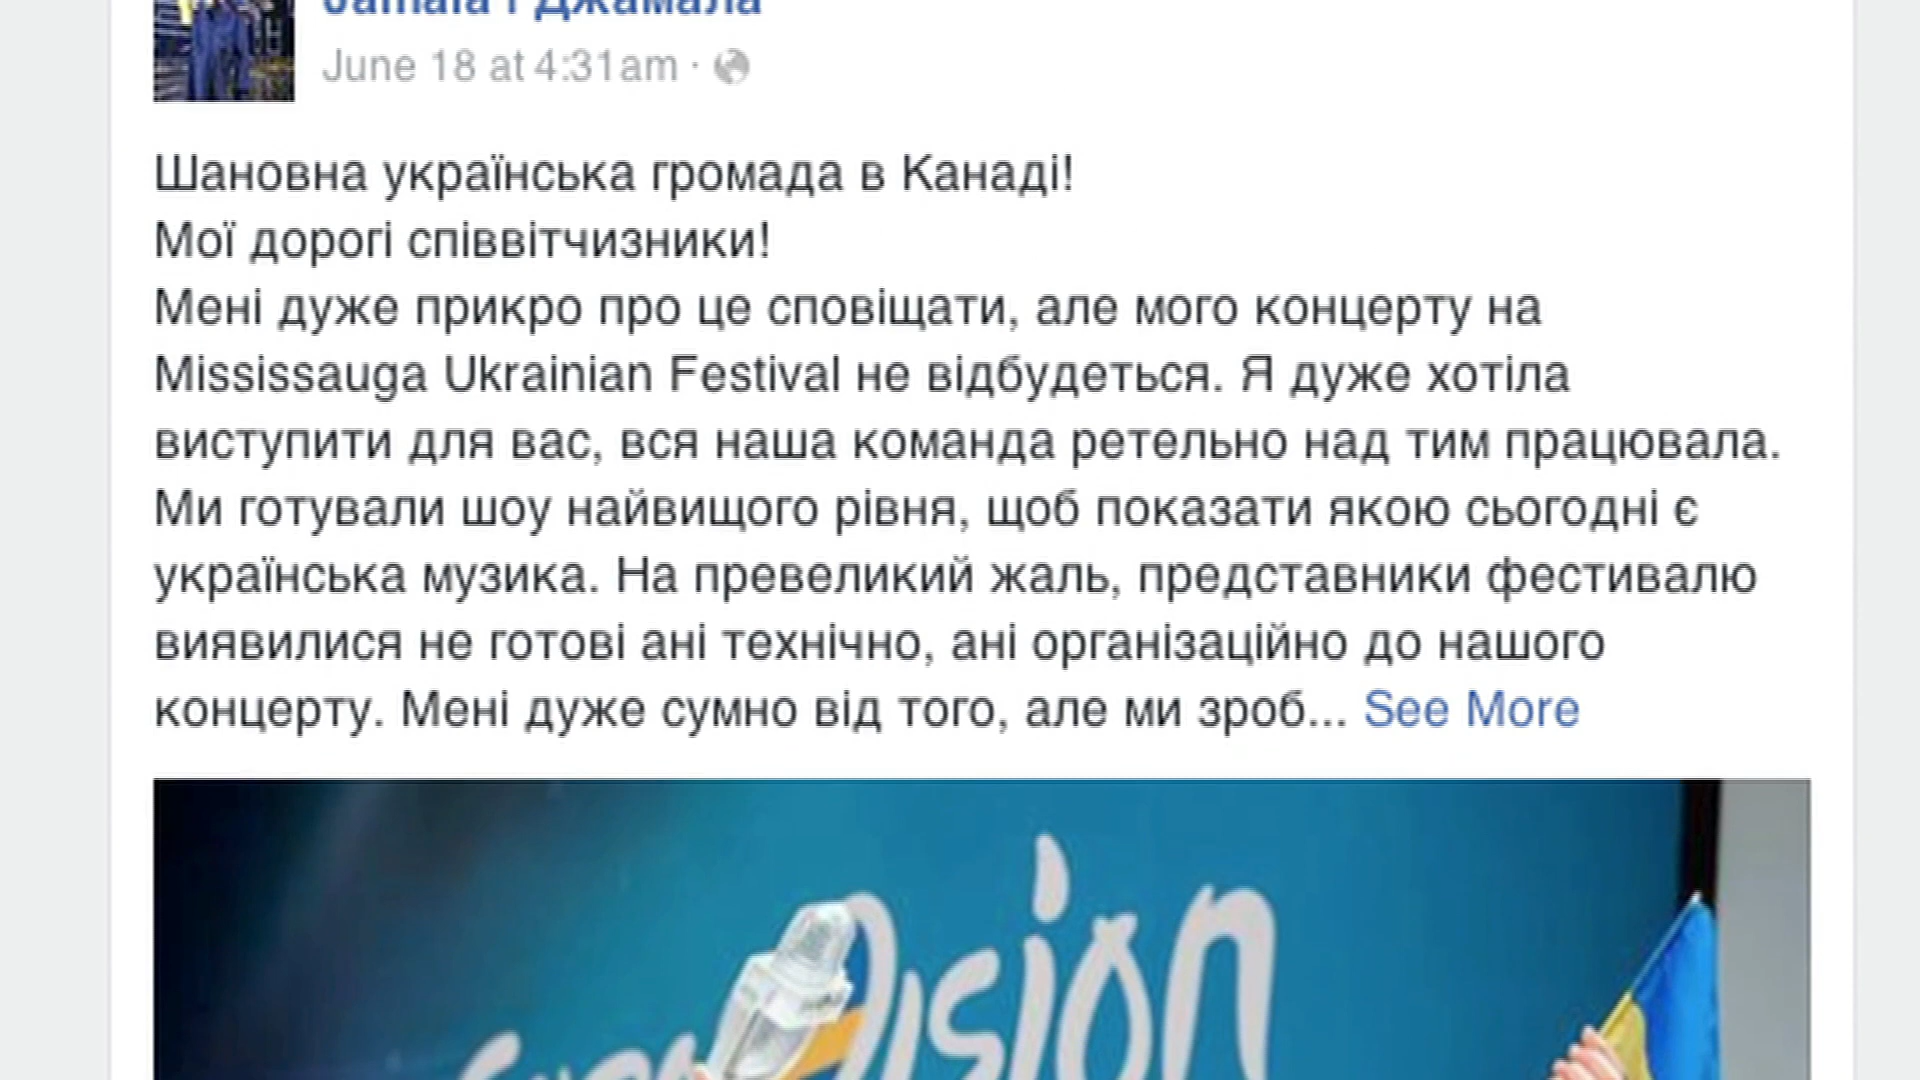 Jamala | Джамала
June 18 at 4:31am ·
Шановна українська громада в Канаді!
Мої дорогі співвітчизники!
Мені дуже прикро про це сповіщати, але мого концерту на
Mississauga Ukrainian Festival не відбудеться. Я дуже хотіла
виступити для вас, вся наша команда ретельно над тим працювала.
Ми готували шоу найвищого рівня, щоб показати якою сьогодні є
українська музика. На превеликий жаль, представники фестивалю
виявилися не готові ані технічно, ані організаційно до нашого
концерту. Мені дуже сумно від того, але ми зроб... See More